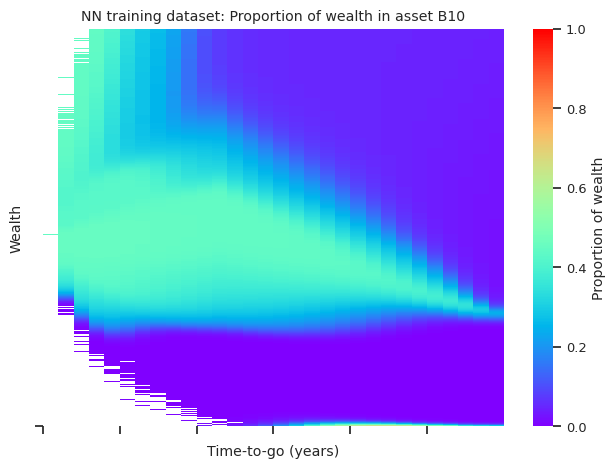 NN training dataset: Proportion of wealth in asset B10
Wealth
Time-to-go (years)
1.0
0.8
0.6
0.4
0.2
0.0
Proportion of wealth